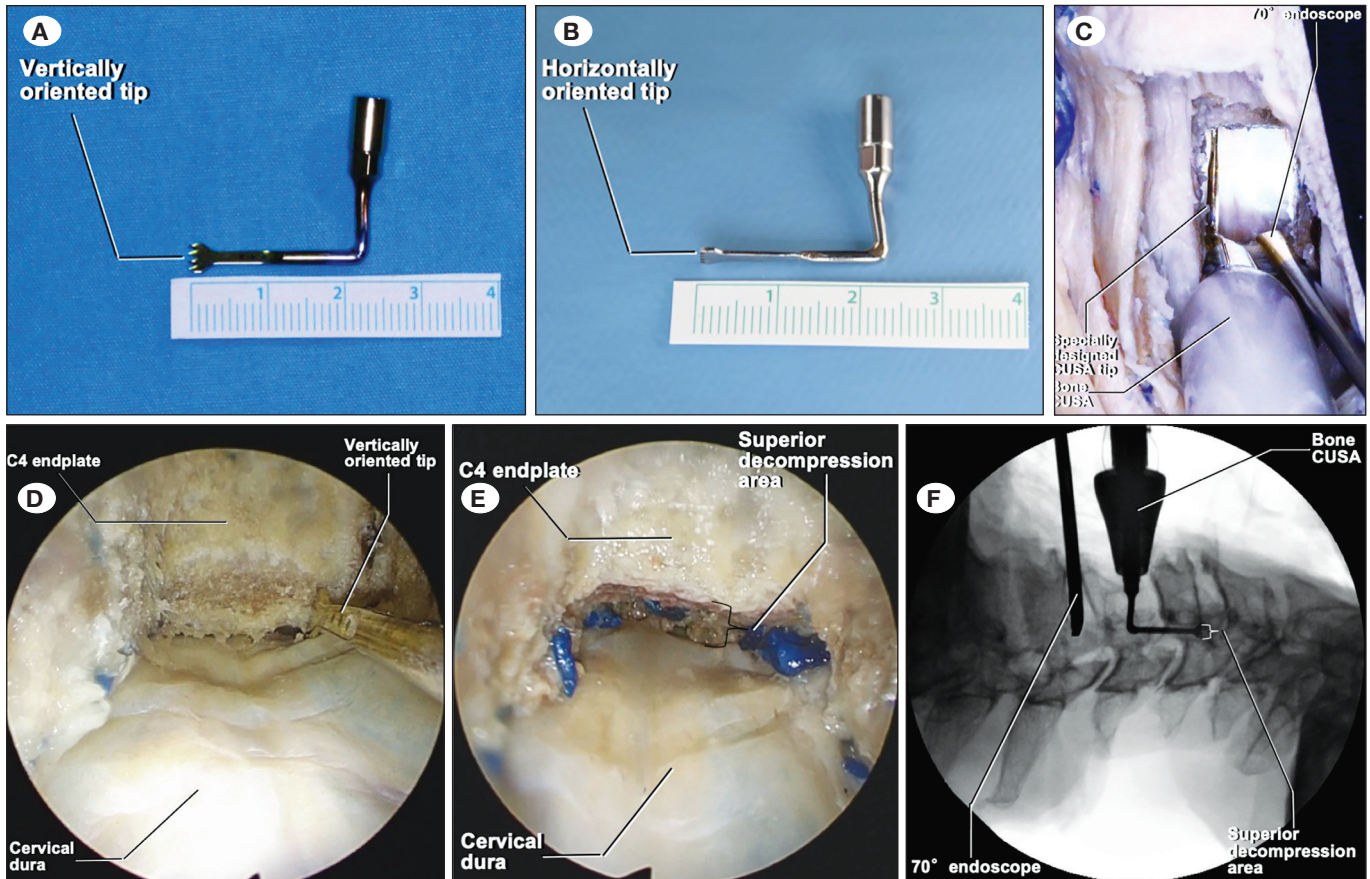 A
Vertically
oriented tip
1 2 3 4
B
Horizontally
oriented tip
1 2 3 4
C
70° endoscope
Specially
designed
CUSA tip
Bone
CUSA
D
C4 endplate
Vertically
oriented tip
Cervical
dura
E
C4 endplate
Superior
decompression
area
Cervical
dura
F
Bone
CUSA
70° endoscope
Superior
decompression
area